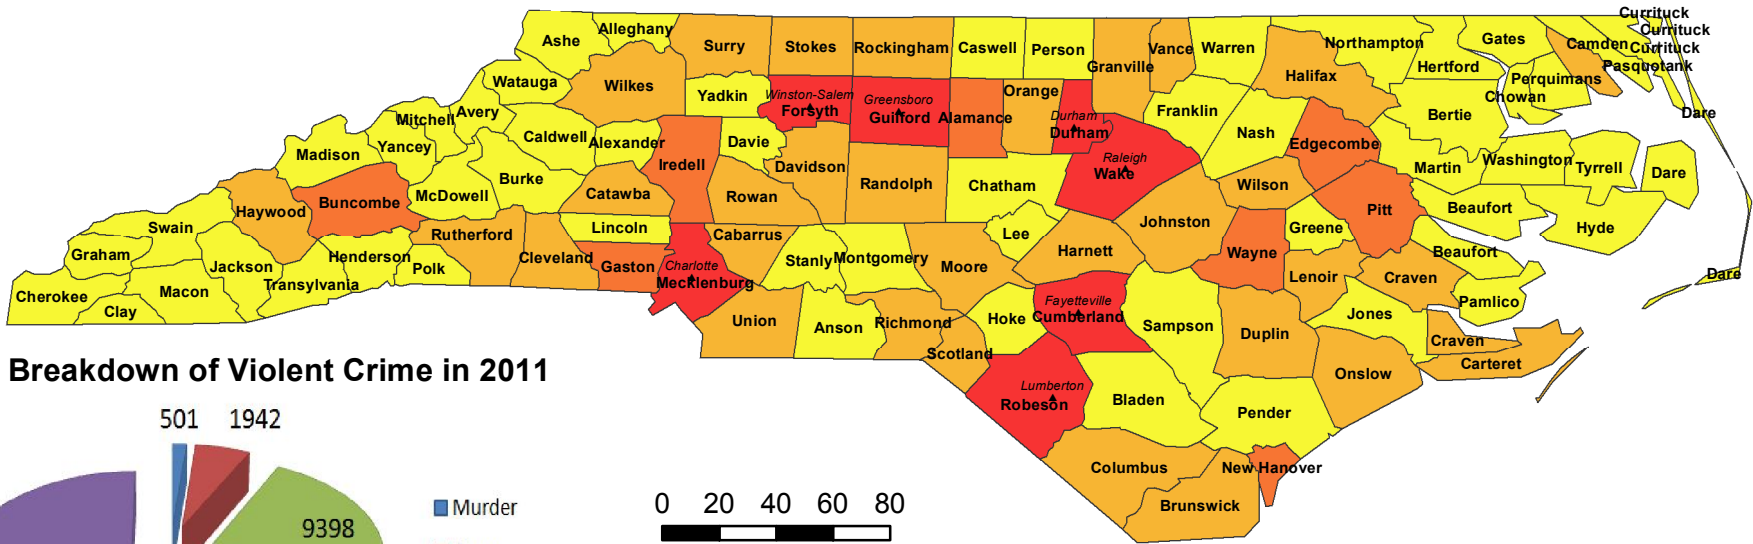 Currituck
Alleghany
Ashe
Surry
Stokes
Rockingham
Caswell
Person
Vance
Warren
Northampton
Gates
Camden
Currituck
Currituck
Granville
Hertford
Pasquotank
Halifax
Perquimans
Watauga
Wilkes
Yadkin
Winston-Salem
Forsyth
Greensboro
Guilford
Alamance
Orange
Durham
Durham
Franklin
Chowan
Bertie
Dare
Mitchell
Avery
Caldwell
Alexander
Davie
Nash
Edgecombe
Madison
Yancey
Iredell
Davidson
Raleigh
Wake
Martin
Washington
Tyrrell
Dare
Burke
McDowell
Catawba
Rowan
Randolph
Chatham
Wilson
Buncombe
Haywood
Pitt
Beaufort
Swain
Rutherford
Lincoln
Cabarrus
Lee
Johnston
Greene
Hyde
Graham
Jackson
Henderson
Polk
Cleveland
Gaston
Charlotte
Mecklenburg
Stanly
Montgomery
Moore
Harnett
Wayne
Lenoir
Craven
Beaufort
Dare
Cherokee
Macon
Transylvania
Clay
Union
Anson
Richmond
Hoke
Fayetteville
Cumberland
Sampson
Duplin
Jones
Pamlico
Scotland
Craven
Carteret
Onslow
Breakdown of Violent Crime in 2011
Lumberton
Robeson
Bladen
Pender
501 1942
Columbus
New Hanover
Brunswick
0 20 40 60 80
Murder
9398